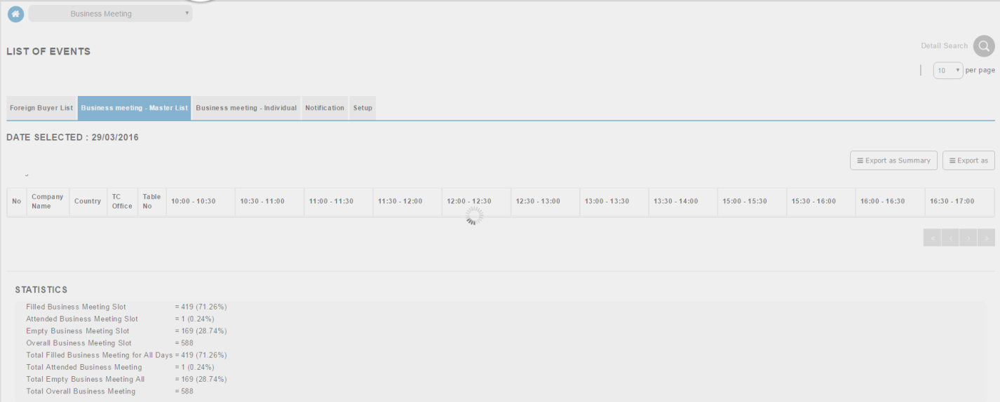 Business Meeting
LIST OF EVENTS
Detail Search
10 per page
Foreign Buyer List Business meeting - Master List Business meeting - Individual Notification Setup
DATE SELECTED : 29/03/2016
Export as Summary Export as
No Company Name Country TC Office Table No 10:00 - 10:30 10:30 - 11:00 11:00 - 11:30 11:30 - 12:00 12:00 - 12:30 12:30 - 13:00 13:00 - 13:30 13:30 - 14:00 15:00 - 15:30 15:30 - 16:00 16:00 - 16:30 16:30 - 17:00
STATISTICS
Filled Business Meeting Slot = 419 (71.26%)
Attended Business Meeting Slot = 1 (0.24%)
Empty Business Meeting Slot = 169 (28.74%)
Overall Business Meeting Slot = 588
Total Filled Business Meeting for All Days = 419 (71.26%)
Total Attended Business Meeting = 1 (0.24%)
Total Empty Business Meeting All = 169 (28.74%)
Total Overall Business Meeting = 588